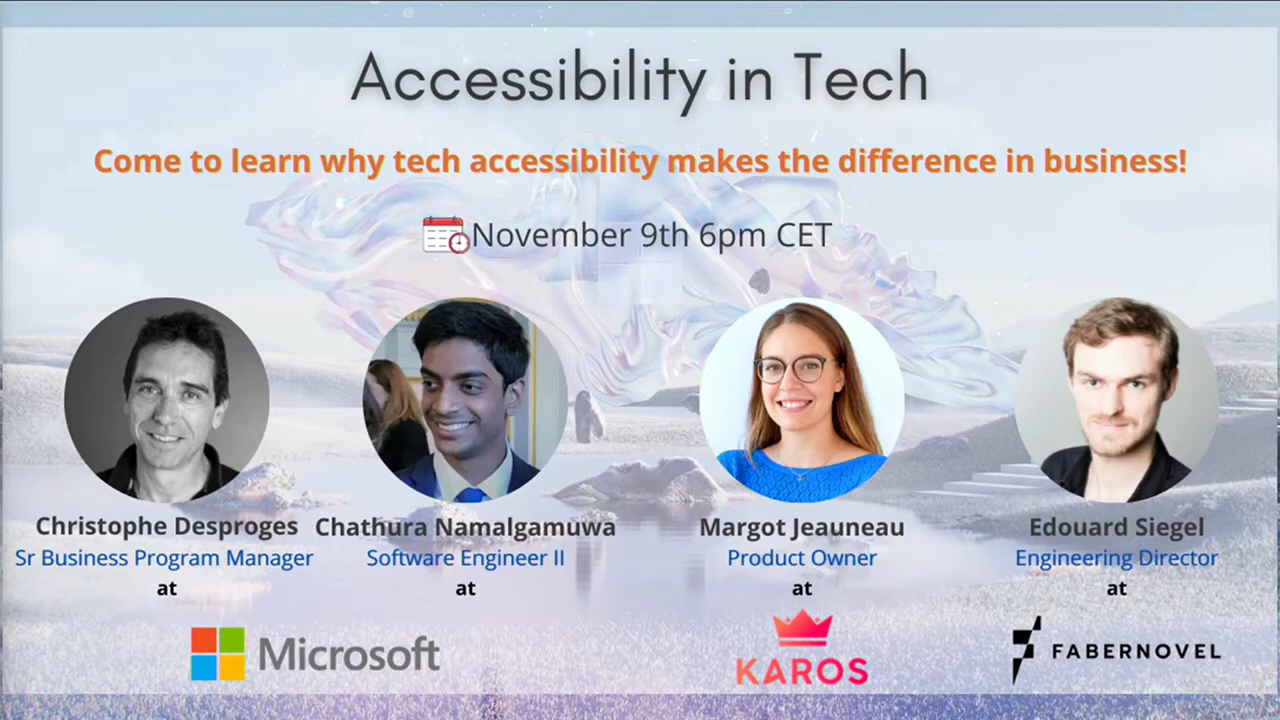 Accessibility in Tech
Come to learn why tech accessibility makes the difference in business!
November 9th 6pm CET
Christophe Desproges
Sr Business Program Manager
at
Chathura Namalgamuwa
Software Engineer II
at
Microsoft
Margot Jeauneau
Product Owner
at
KAROS
Edouard Siegel
Engineering Director
at
FABERNOVEL